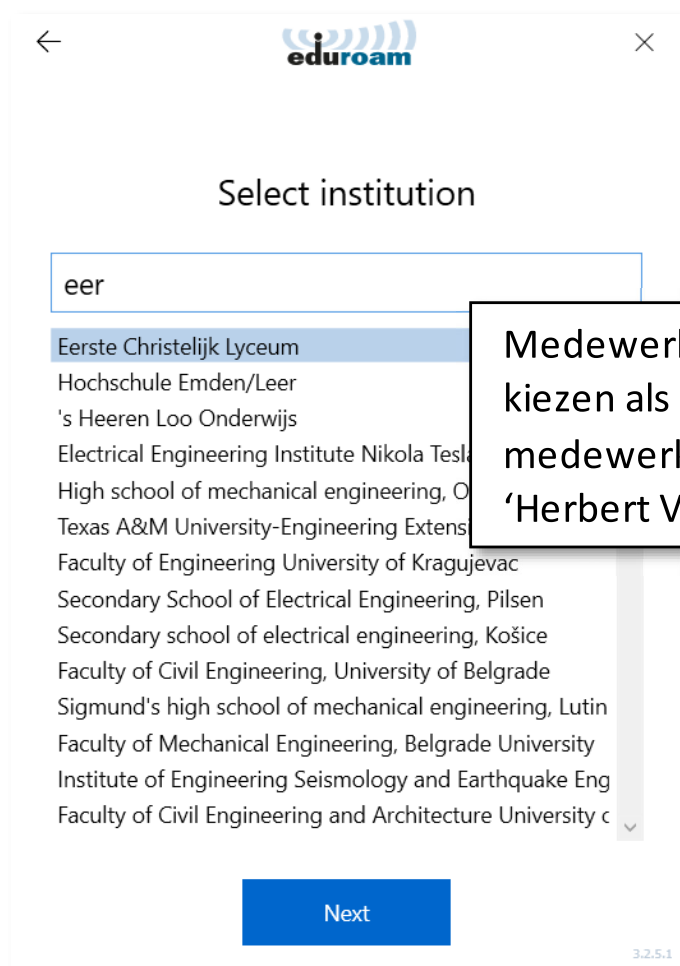 eduroam
Select institution
eer
Eerste Christelijk Lyceum
Hochschule Emden/Leer
's Heeren Loo Onderwijs
Electrical Engineering Institute Nikola Tesla
High school of mechanical engineering, O
Texas A&M University-Engineering Extensi
Faculty of Engineering University of Kragujevac
Secondary School of Electrical Engineering, Pilsen
Secondary school of electrical engineering, Košice
Faculty of Civil Engineering, University of Belgrade
Sigmund's high school of mechanical engineering, Lutin
Faculty of Mechanical Engineering, Belgrade University
Institute of Engineering Seismology and Earthquake Eng
Faculty of Civil Engineering and Architecture University c
Medewerk
kiezen als
medewerk
‘Herbert V
Next
3.2.5.1